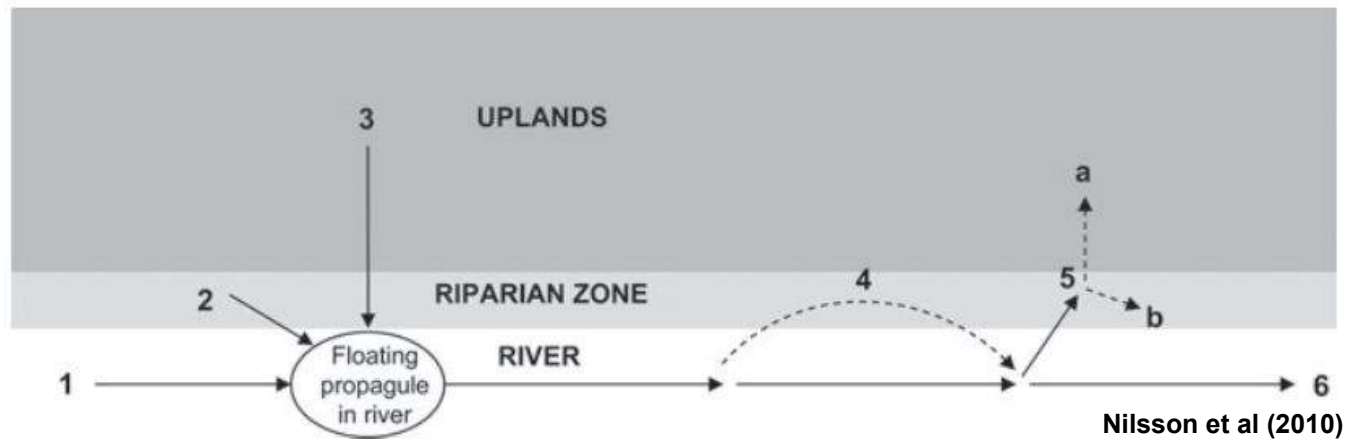 3
UPLANDS
a
2
RIPARIAN ZONE
4
5
b
1
Floating
propagule
in river
RIVER
6
Nilsson et al (2010)